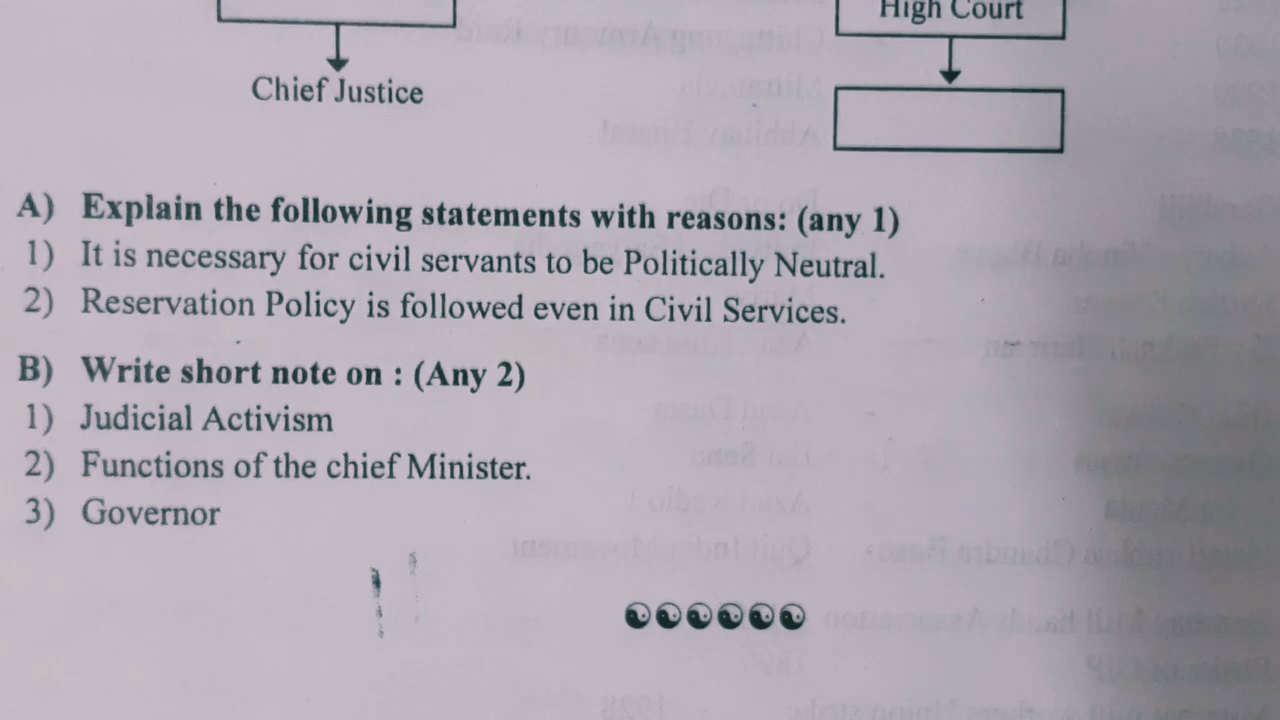 High Court
Chief Justice
A) Explain the following statements with reasons: (any 1)
1) It is necessary for civil servants to be Politically Neutral.
2) Reservation Policy is followed even in Civil Services.
B) Write short note on : (Any 2)
1) Judicial Activism
2) Functions of the chief Minister.
3) Governor